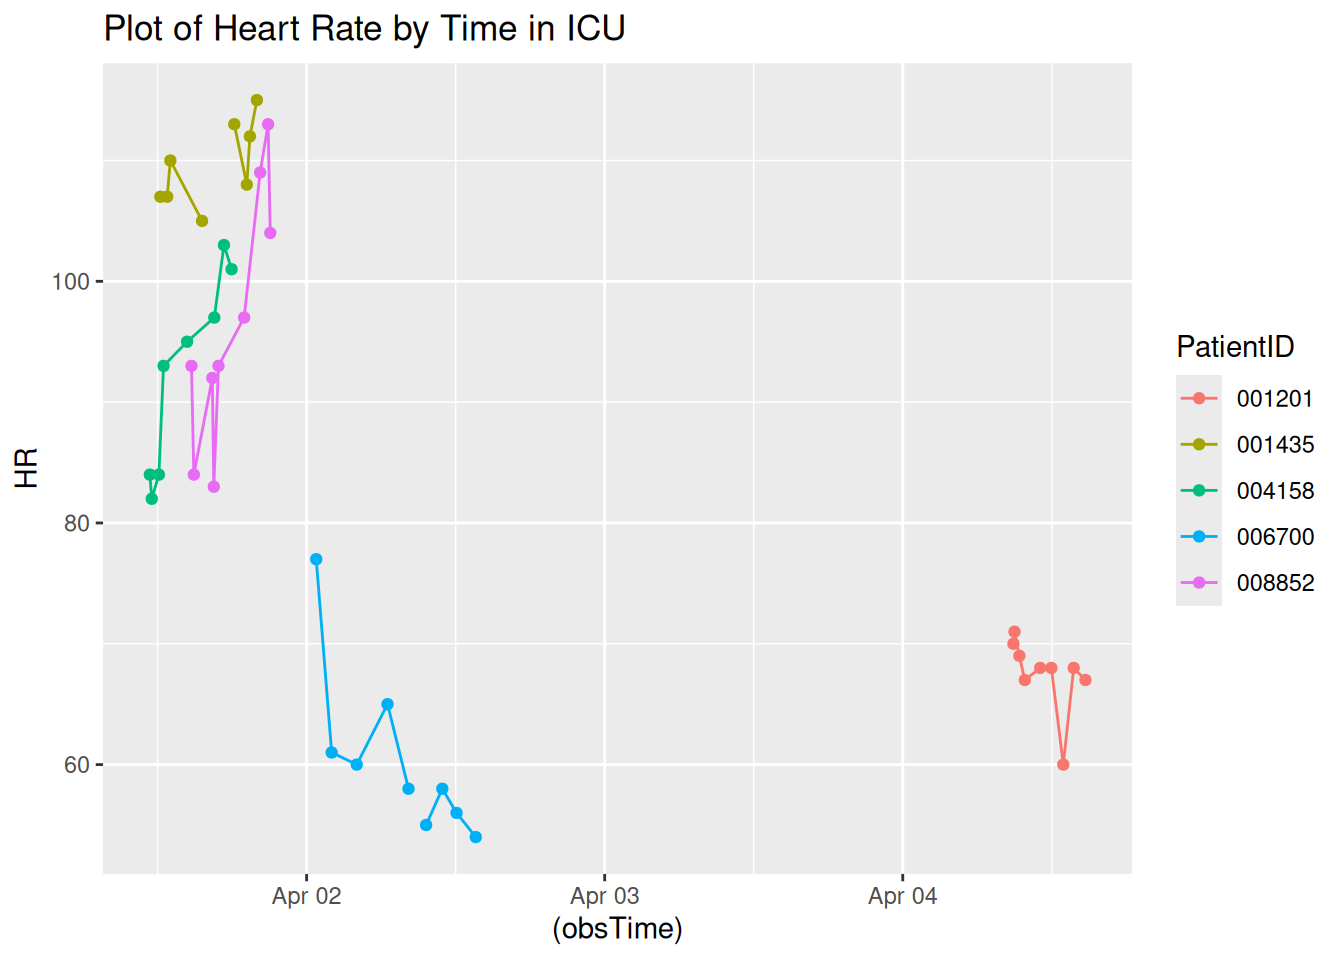 Plot of Heart Rate by Time in ICU
100
80
60
HR
Apr 02
Apr 03
Apr 04
(obsTime)
PatientID
001201
001435
004158
006700
008852